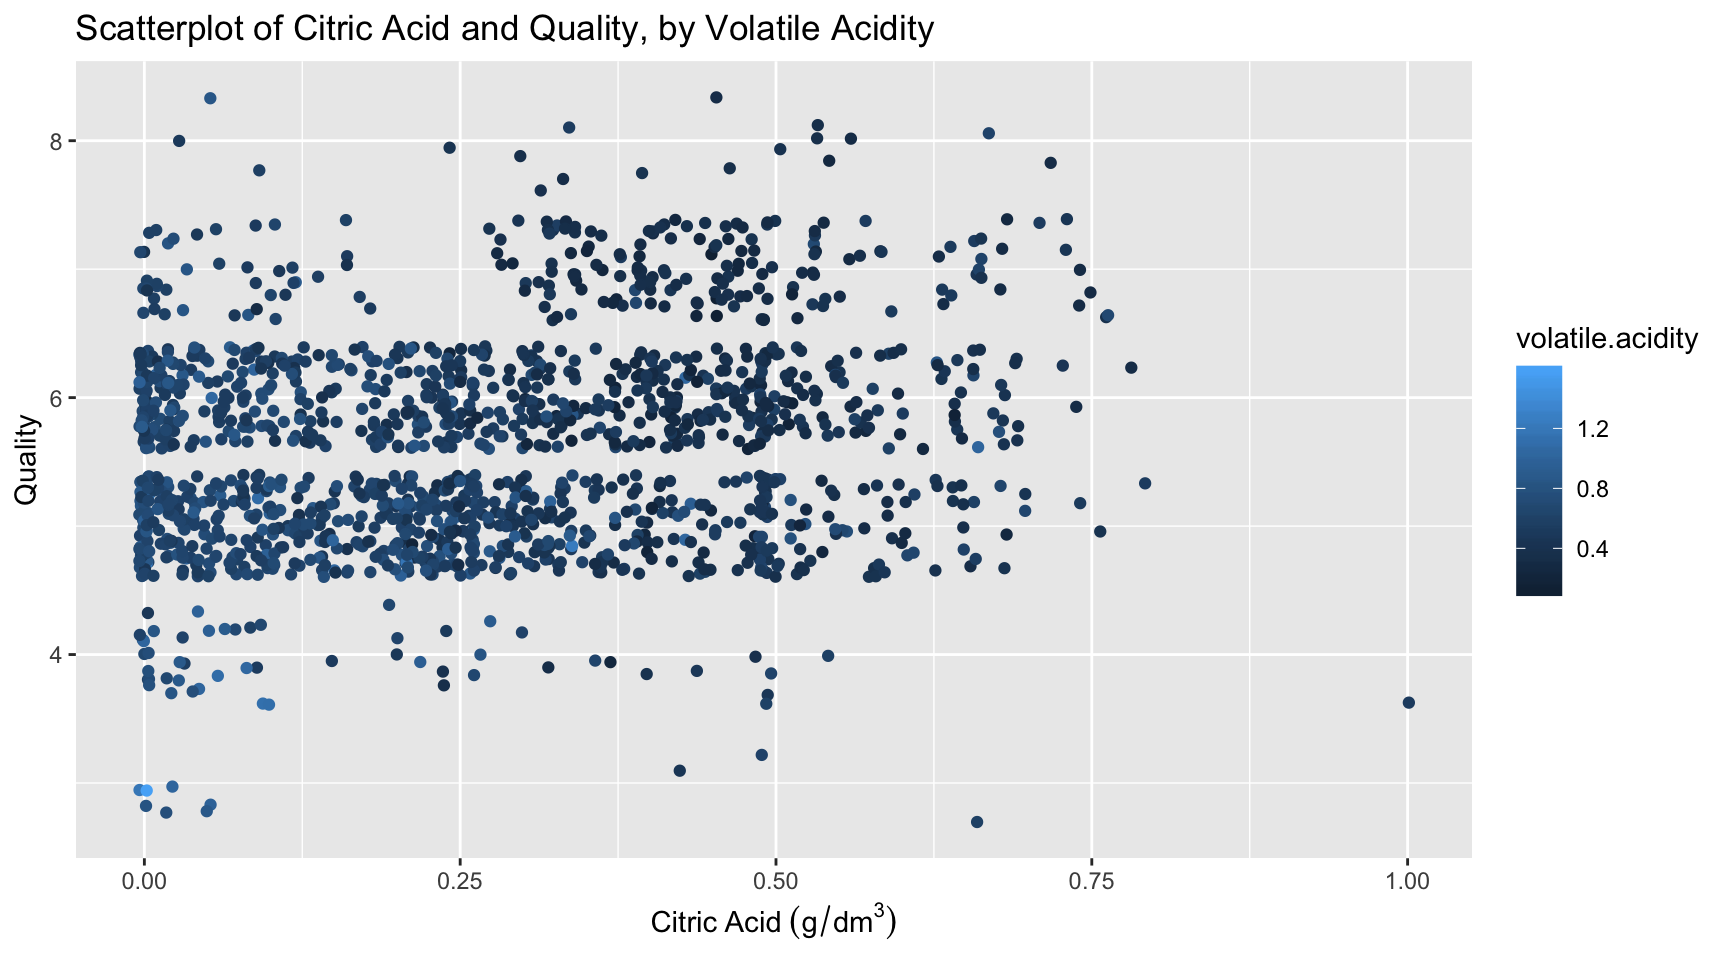 Scatterplot of Citric Acid and Quality, by Volatile Acidity
8
6
4
Quality
0.00 0.25 0.50 0.75 1.00
Citric Acid (g/dm³)
volatile.acidity
1.2
0.8
0.4